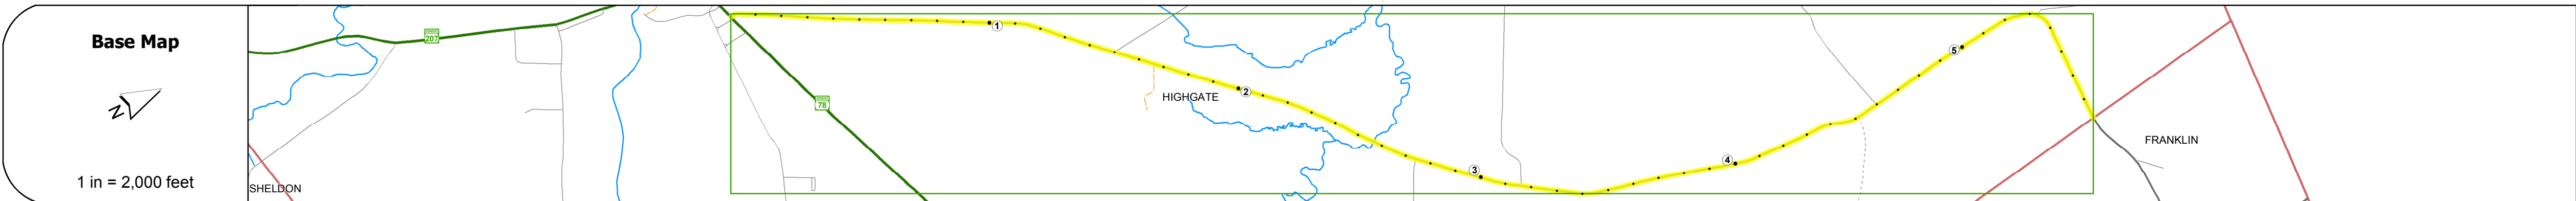 Base Map
N
1 in = 2,000 feet
SHELDON
207
78
1
HIGHGATE
2
3
4
5
FRANKLIN